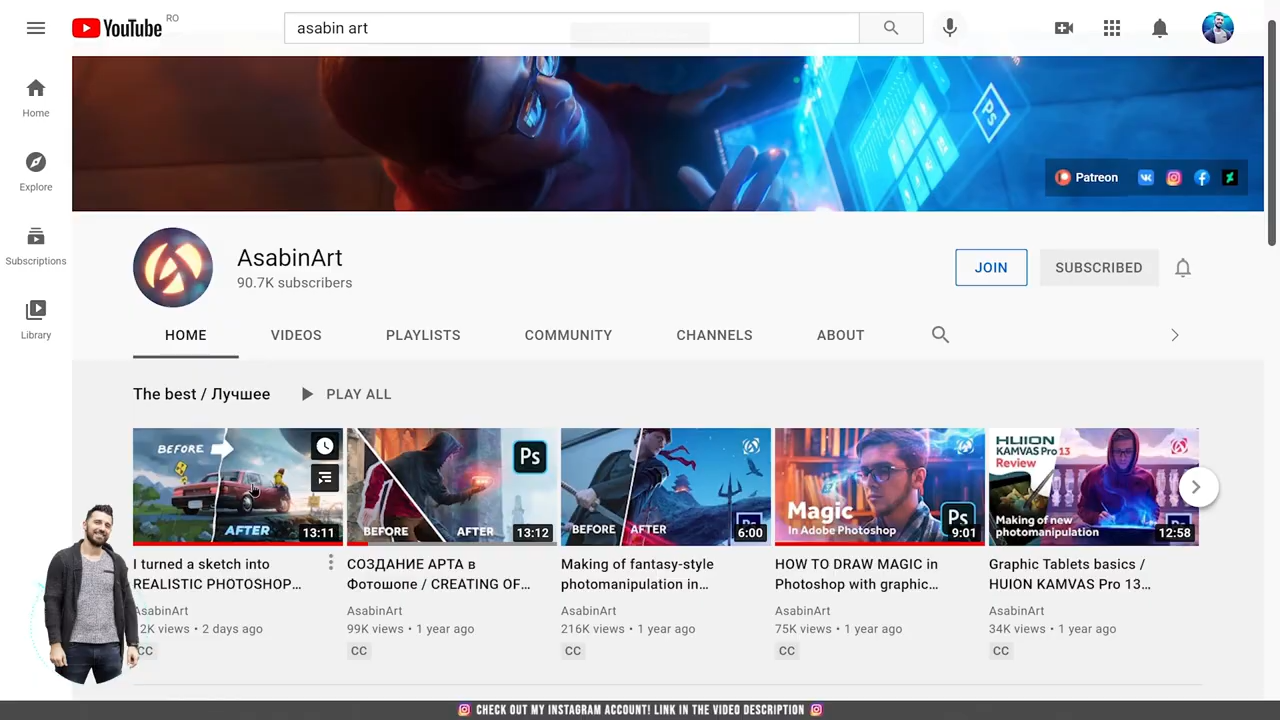 YouTube RO
asabin art
Home
Explore
Subscriptions
Library
Ps
Patreon
AsabinArt
90.7K subscribers
JOIN
SUBSCRIBED
HOME VIDEOS PLAYLISTS COMMUNITY CHANNELS ABOUT
The best / Лучшее PLAY ALL
BEFORE
AFTER
13:11
I turned a sketch into
REALISTIC PHOTOSHOP...
AsabinArt
2K views • 2 days ago
CC
Ps
BEFORE AFTER
13:12
СОЗДАНИЕ АРТА в
Фотошопе / CREATING OF...
AsabinArt
99K views • 1 year ago
CC
BEFORE AFTER
6:00
Making of fantasy-style
photomanipulation in...
AsabinArt
216K views • 1 year ago
CC
Magic
In Adobe Photoshop
Ps
9:01
HOW TO DRAW MAGIC in
Photoshop with graphic...
AsabinArt
75K views • 1 year ago
CC
HUION
KAMVAS Pro 13
Review
Making of new
photomanipulation
12:58
Graphic Tablets basics /
HUION KAMVAS Pro 13...
AsabinArt
34K views • 1 year ago
CC
CHECK OUT MY INSTAGRAM ACCOUNT! LINK IN THE VIDEO DESCRIPTION